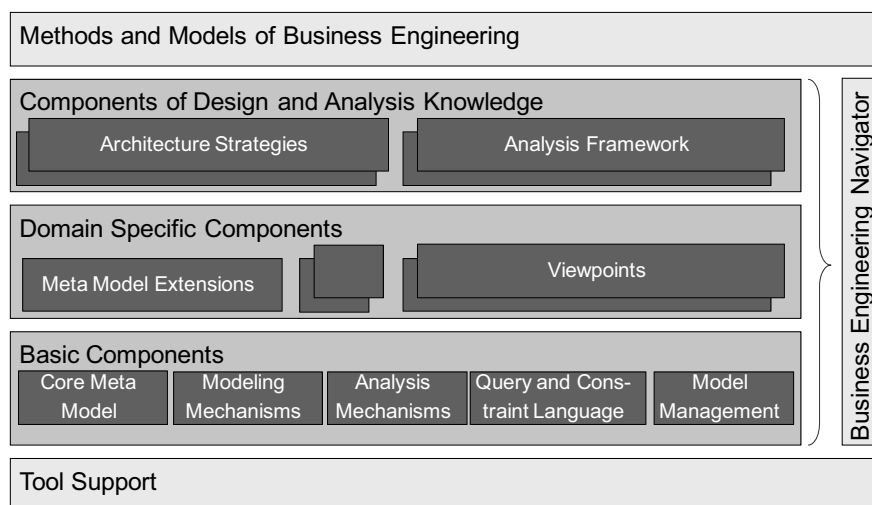 Methods and Models of Business Engineering
Components of Design and Analysis Knowledge
Architecture Strategies
Analysis Framework
Domain Specific Components
Meta Model Extensions
Viewpoints
Basic Components
Core Meta
Model
Modeling
Mechanisms
Analysis
Mechanisms
Query and Cons-
traint Language
Model
Management
Business Engineering Navigator
Tool Support